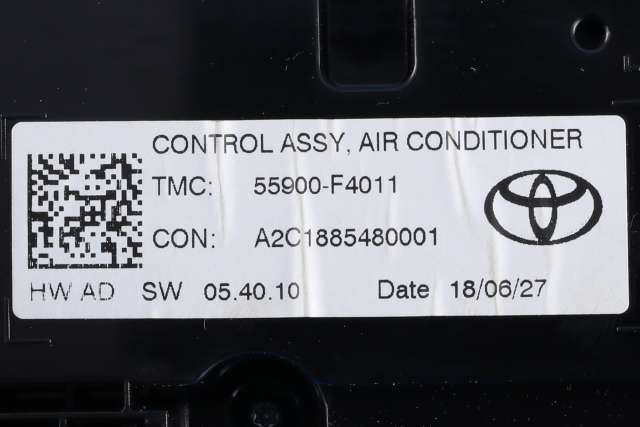 CONTROL ASSY, AIR CONDITIONER
TMC: 55900-F4011
CON: A2C1885480001
HW AD SW 05.40.10 Date 18/06/27